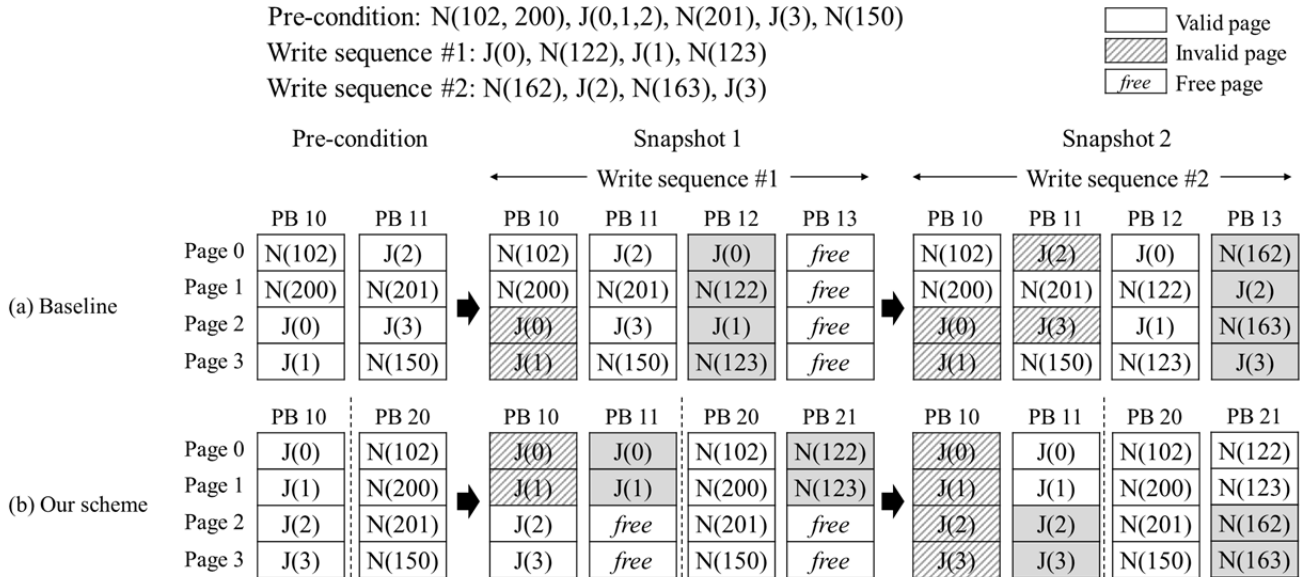 Pre-condition: N(102, 200), J(0,1,2), N(201), J(3), N(150)
Write sequence #1: J(0), N(122), J(1), N(123)
Write sequence #2: N(162), J(2), N(163), J(3)
Valid page
Invalid page
free Free page
Pre-condition Snapshot 1 Snapshot 2
Write sequence #1 Write sequence #2
PB 10 PB 11 PB 10 PB 11 PB 12 PB 13 PB 10 PB 11 PB 12 PB 13
Page 0 N(102) J(2) N(102) J(2) J(0) free N(102) J(2) J(0) N(162)
Page 1 N(200) N(201) N(200) N(201) N(122) free N(200) N(201) N(122) J(2)
(a) Baseline
Page 2 J(0) J(3) J(0) J(3) J(1) free J(0) J(3) J(1) N(163)
Page 3 J(1) N(150) J(1) N(150) N(123) free J(1) N(150) N(123) J(3)
PB 10 PB 20 PB 10 PB 11 PB 20 PB 21 PB 10 PB 11 PB 20 PB 21
Page 0 J(0) N(102) J(0) J(0) N(102) N(122) J(0) J(0) N(102) N(122)
Page 1 J(1) N(200) J(1) J(1) N(200) N(123) J(1) J(1) N(200) N(123)
(b) Our scheme
Page 2 J(2) N(201) J(2) free N(201) free J(2) J(2) N(201) N(162)
Page 3 J(3) N(150) J(3) free N(150) free J(3) J(3) N(150) N(163)